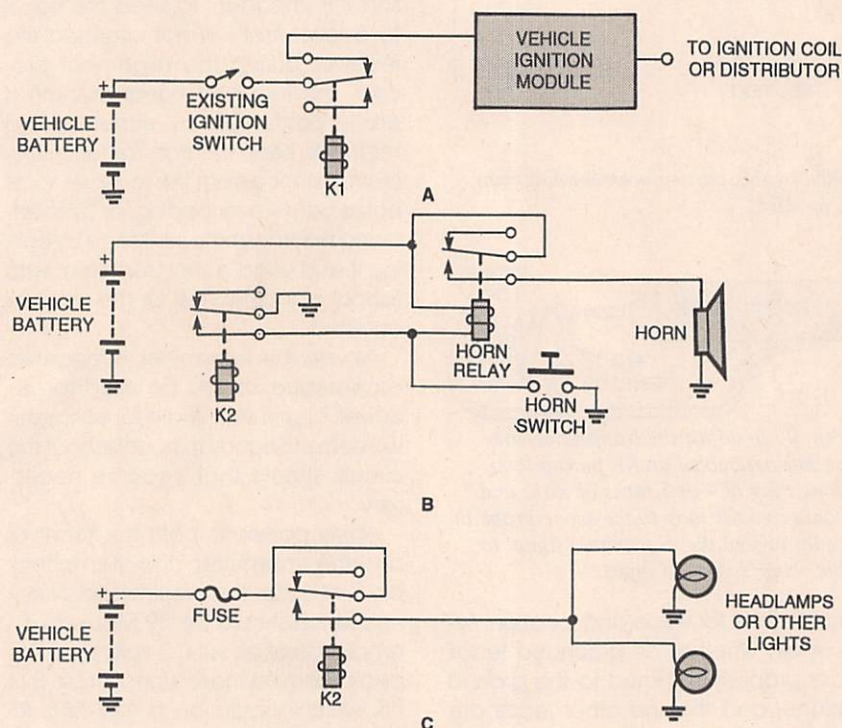 VEHICLE
IGNITION
MODULE
TO IGNITION COIL
OR DISTRIBUTOR
+
EXISTING
IGNITION
SWITCH
VEHICLE
BATTERY
K1
A
+
VEHICLE
BATTERY
K2
HORN
RELAY
HORN
SWITCH
HORN
B
+
FUSE
VEHICLE
BATTERY
K2
HEADLAMPS
OR OTHER
LIGHTS
C